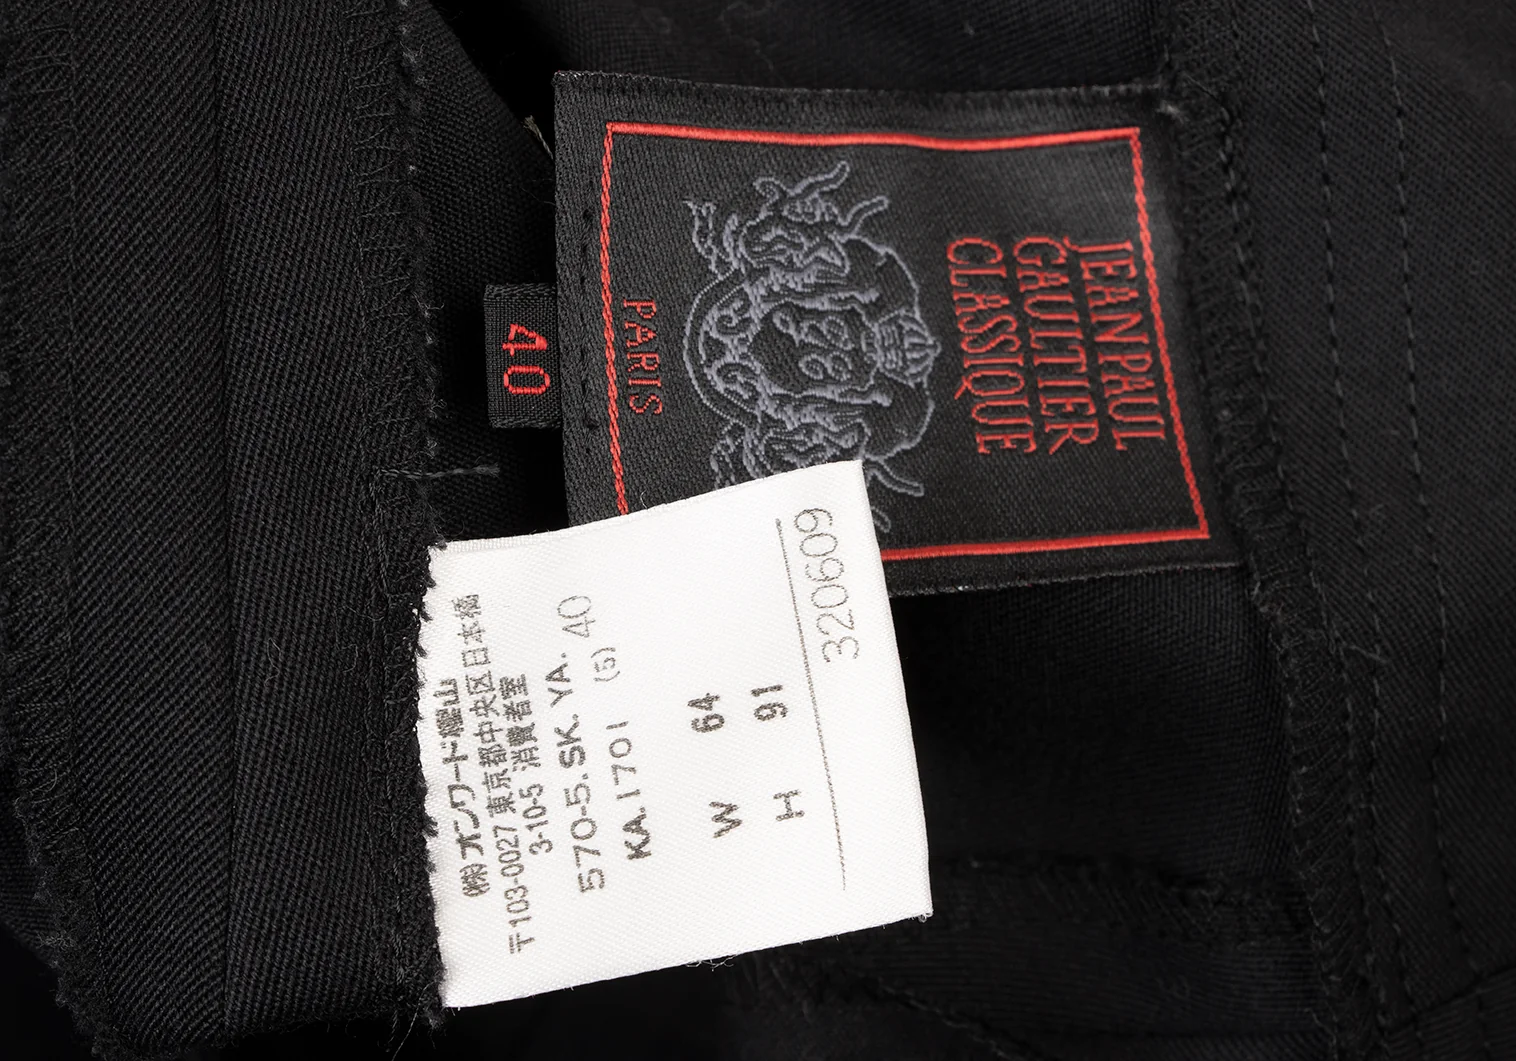 JEAN PAUL
GAULTIER
CLASSIQUE
PARIS
40
(株)オンワード樫山
〒103-0027 東京都中央区日本橋
3-10-5 消費者室
570-5.SK.YA. 40
KA.1701 (5)
W 64
H 91
320609